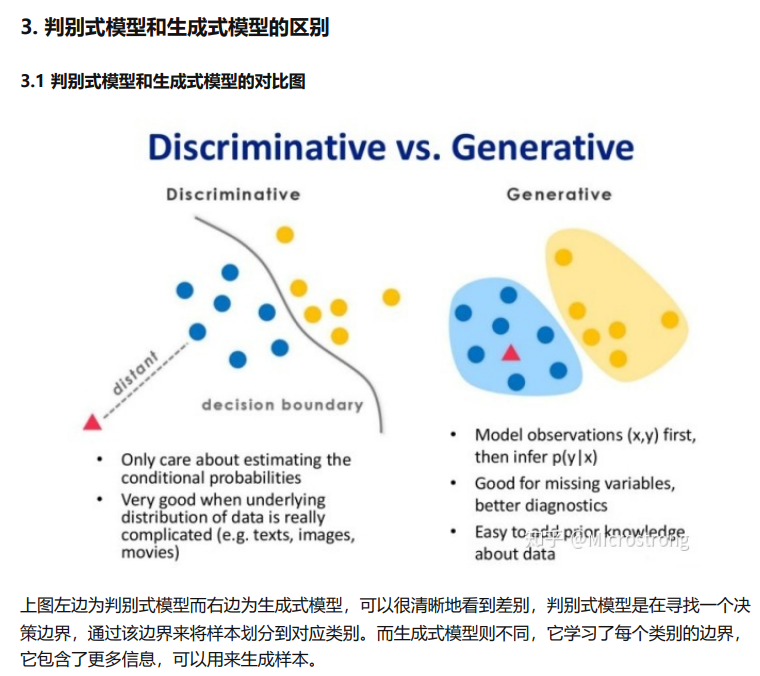 3. 判别式模型和生成式模型的区别
3.1 判别式模型和生成式模型的对比图
Discriminative vs. Generative
Discriminative
Generative
distant
decision boundary
• Only care about estimating the
conditional probabilities
• Very good when underlying
distribution of data is really
complicated (e.g. texts, images,
movies)
• Model observations (x,y) first,
then infer p(y|x)
• Good for missing variables,
better diagnostics
• Easy to add prior knowledge
about data
知乎 @Microstrong
上图左边为判别式模型而右边为生成式模型，可以很清晰地看到差别，判别式模型是在寻找一个决
策边界，通过该边界来将样本划分到对应类别。而生成式模型则不同，它学习了每个类别的边界，
它包含了更多信息，可以用来生成样本。